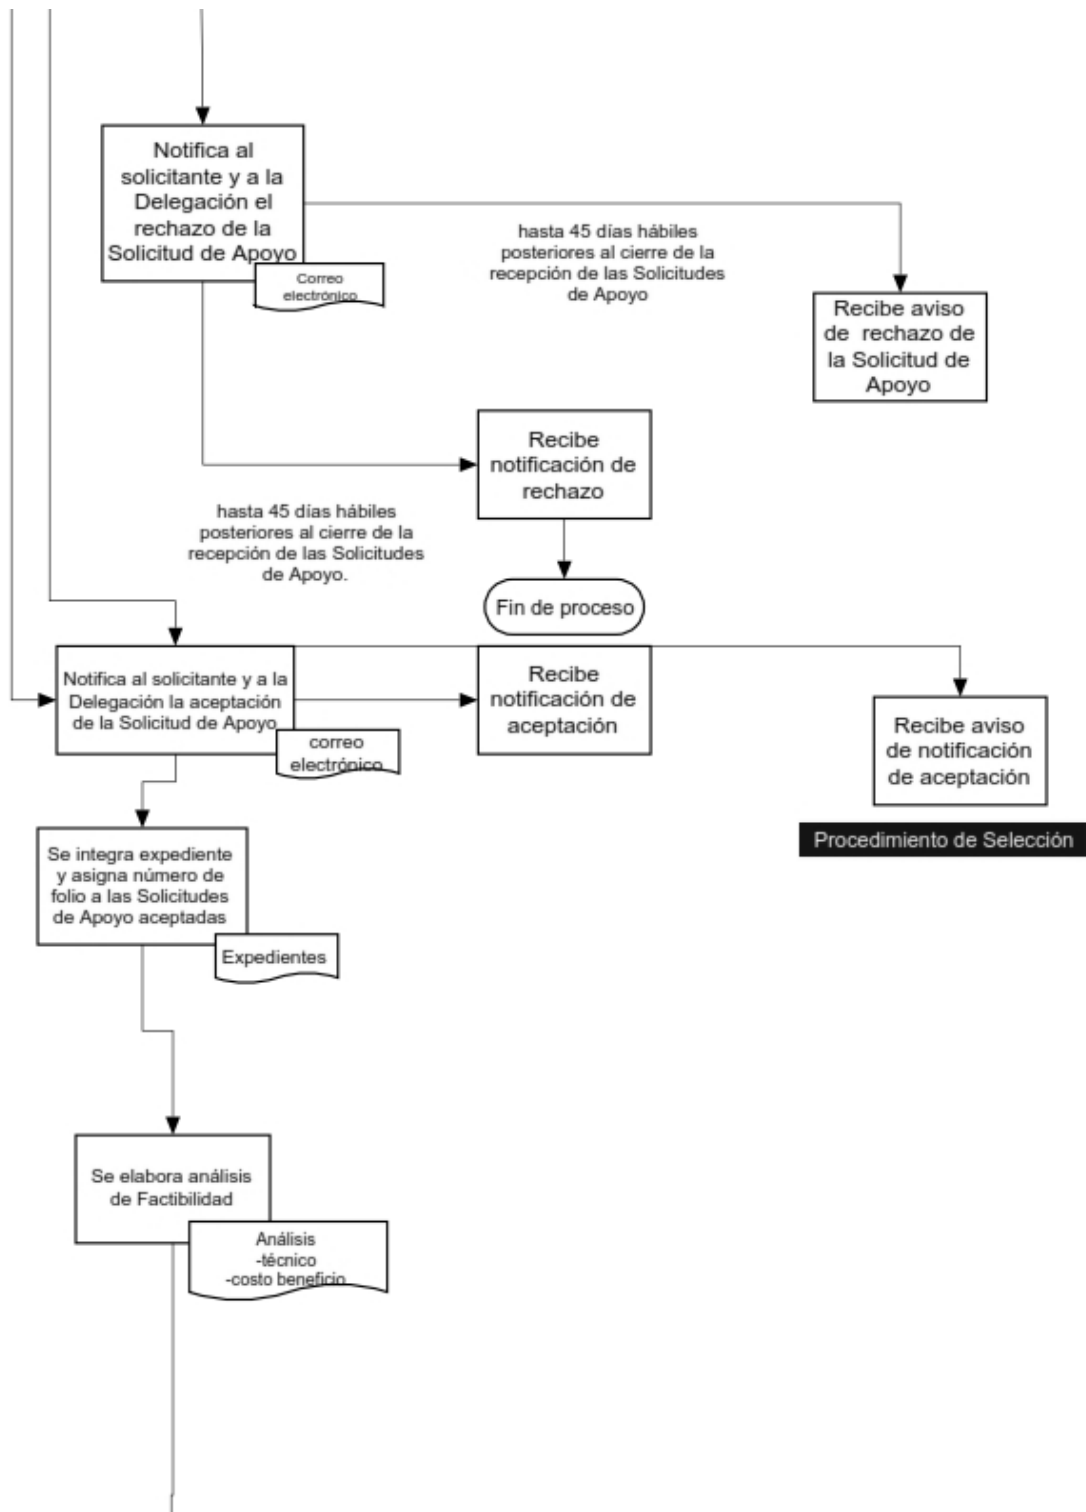 Notifica al
solicitante y a la
Delegación el
rechazo de la
Solicitud de Apoyo
Correo
electrónico
hasta 45 días hábiles
posteriores al cierre de la
recepción de las Solicitudes
de Apoyo
Recibe aviso
de rechazo de
la Solicitud de
Apoyo
Recibe
notificación de
rechazo
hasta 45 días hábiles
posteriores al cierre de la
recepción de las Solicitudes
de Apoyo.
Fin de proceso
Notifica al solicitante y a la
Delegación la aceptación
de la Solicitud de Apoyo
correo
electrónico
Recibe
notificación de
aceptación
Recibe aviso
de notificación
de aceptación
Procedimiento de Selección
Se integra expediente
y asigna número de
folio a las Solicitudes
de Apoyo aceptadas
Expedientes
Se elabora análisis
de Factibilidad
Análisis
-técnico
-costo beneficio